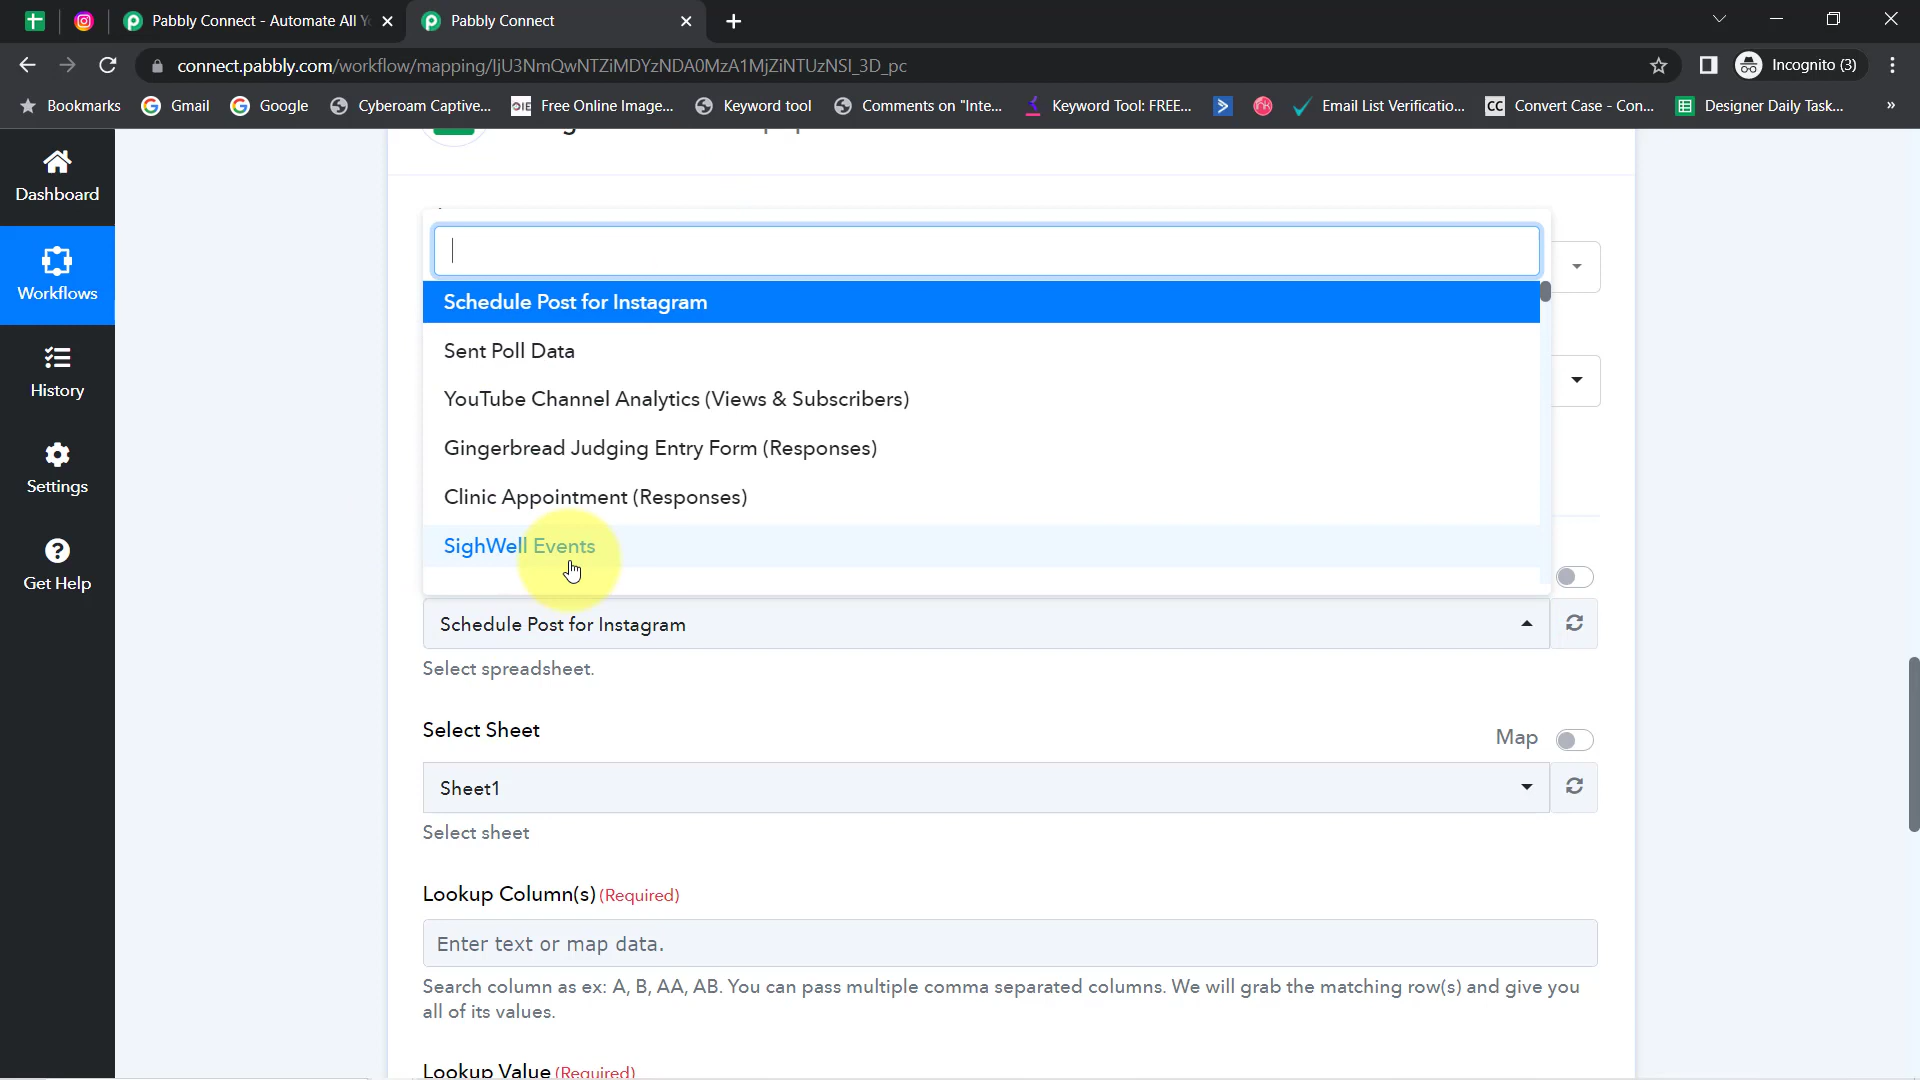 Pabbly Connect - Automate All Y
Pabbly Connect
connect.pabbly.com/workflow/mapping/IjU3NmQwNTZiMDYzNDA0MzA1MjZiNTUzNSI_3D_pc
Incognito (3)
Bookmarks
Gmail
Google
Cyberoam Captive...
Free Online Image...
Keyword tool
Comments on "Inte...
Keyword Tool: FREE...
Email List Verificatio...
CC
Convert Case - Con...
Designer Daily Task...
»
Dashboard
Workflows
History
Settings
Get Help
Schedule Post for Instagram
Sent Poll Data
YouTube Channel Analytics (Views & Subscribers)
Gingerbread Judging Entry Form (Responses)
Clinic Appointment (Responses)
SighWell Events
Schedule Post for Instagram
Select spreadsheet.
Select Sheet
Map
Sheet1
Select sheet
Lookup Column(s) (Required)
Enter text or map data.
Search column as ex: A, B, AA, AB. You can pass multiple comma separated columns. We will grab the matching row(s) and give you
all of its values.
Lookup Value (Required)